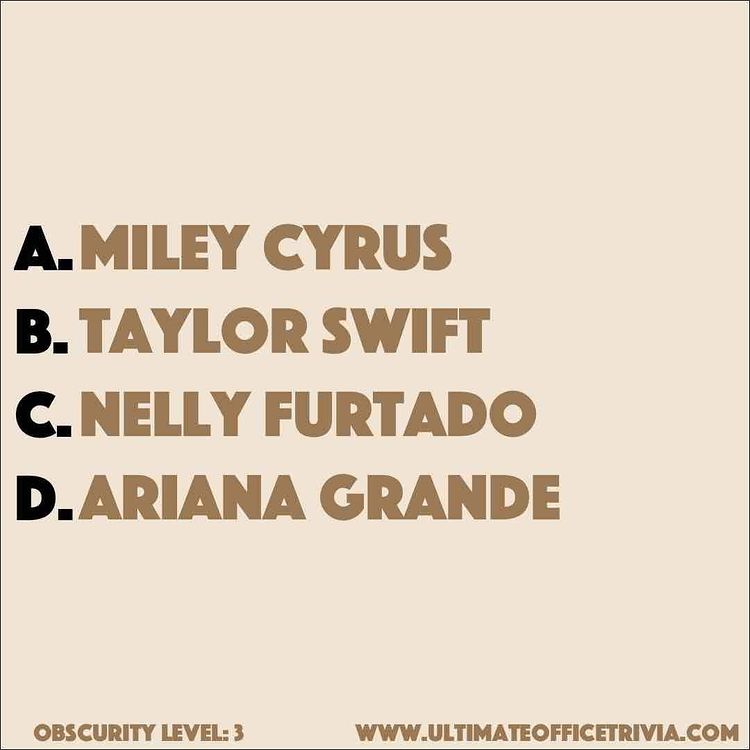 A. MILEY CYRUS
B. TAYLOR SWIFT
C. NELLY FURTADO
D. ARIANA GRANDE
OBSCURITY LEVEL: 3
WWW.ULTIMATEOFFICETRIVIA.COM